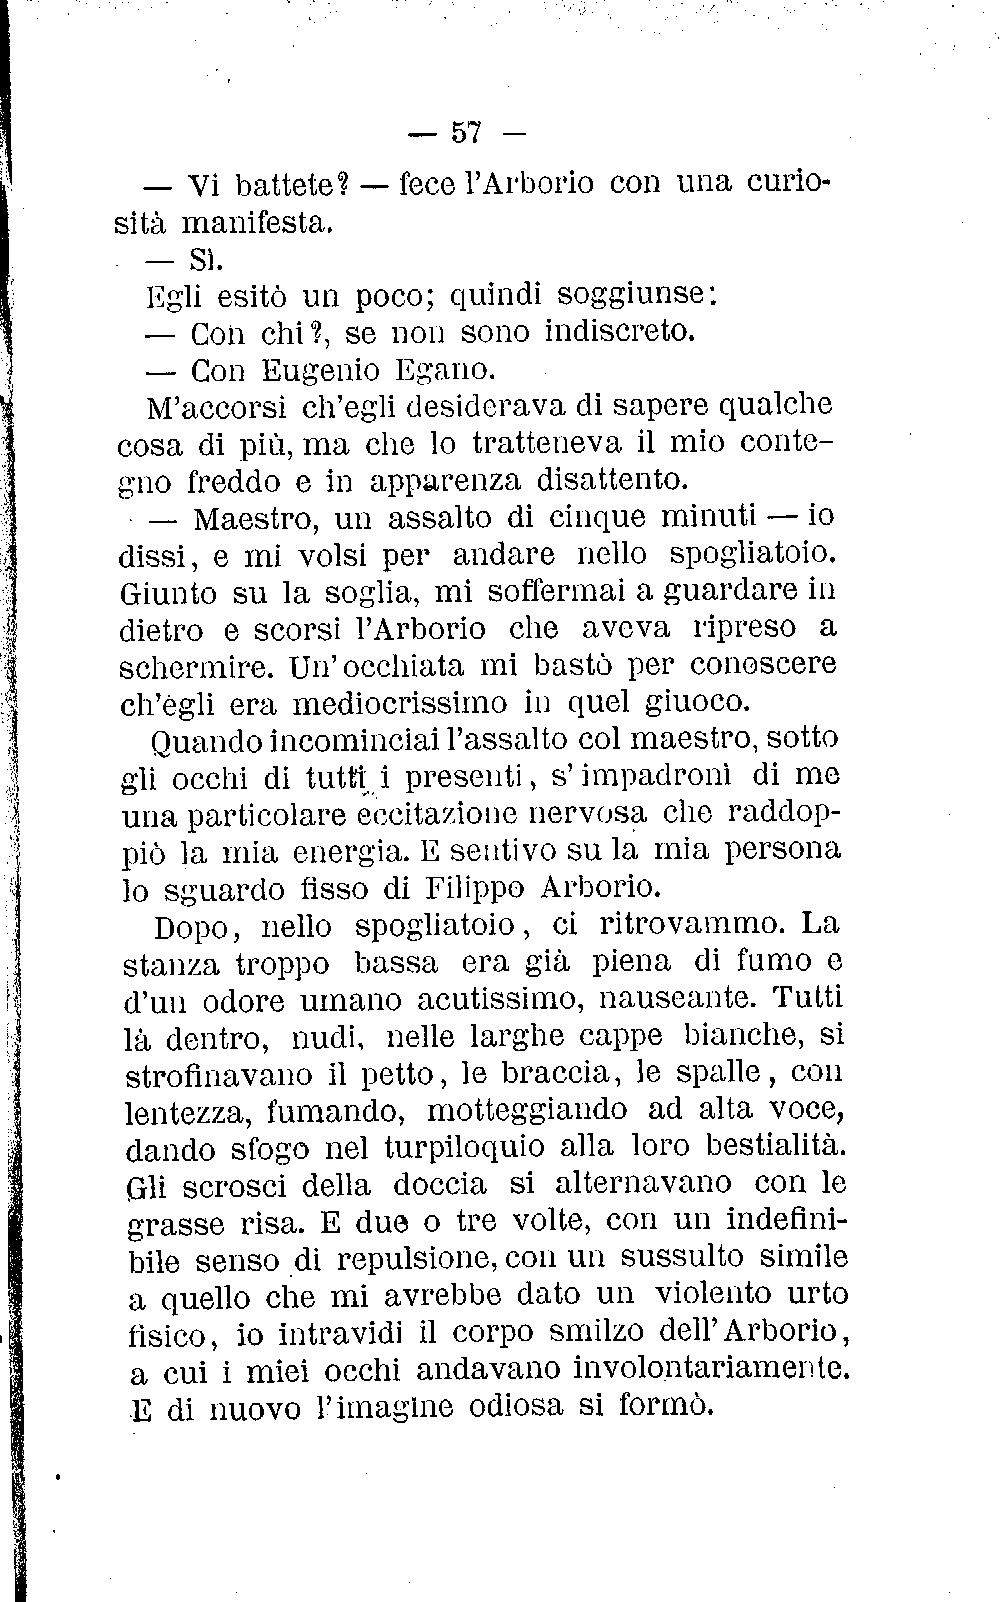 — 57 —
— Vi battete? — fece l'Arborio con una curio-
sità manifesta.
— Sì.
Egli esitò un poco; quindi soggiunse:
— Con chi?, se non sono indiscreto.
— Con Eugenio Egano.
M'accorsi ch'egli desiderava di sapere qualche
cosa di più, ma che lo tratteneva il mio conte-
gno freddo e in apparenza disattento.
— Maestro, un assalto di cinque minuti — io
dissi, e mi volsi per andare nello spogliatoio.
Giunto su la soglia, mi soffermai a guardare in
dietro e scorsi l'Arborio che aveva ripreso a
schermire. Un'occhiata mi bastò per conoscere
ch'egli era mediocrissimo in quel giuoco.
Quando incominciai l'assalto col maestro, sotto
gli occhi di tutti i presenti, s'impadronì di me
una particolare eccitazione nervosa che raddop-
piò la mia energia. E sentivo su la mia persona
lo sguardo fisso di Filippo Arborio.
Dopo, nello spogliatoio, ci ritrovammo. La
stanza troppo bassa era già piena di fumo e
d'un odore umano acutissimo, nauseante. Tutti
là dentro, nudi, nelle larghe cappe bianche, si
strofinavano il petto, le braccia, le spalle, con
lentezza, fumando, motteggiando ad alta voce,
dando sfogo nel turpiloquio alla loro bestialità.
Gli scrosci della doccia si alternavano con le
grasse risa. E due o tre volte, con un indefini-
bile senso di repulsione, con un sussulto simile
a quello che mi avrebbe dato un violento urto
fisico, io intravidi il corpo smilzo dell'Arborio,
a cui i miei occhi andavano involontariamente.
E di nuovo l'imagine odiosa si formò.